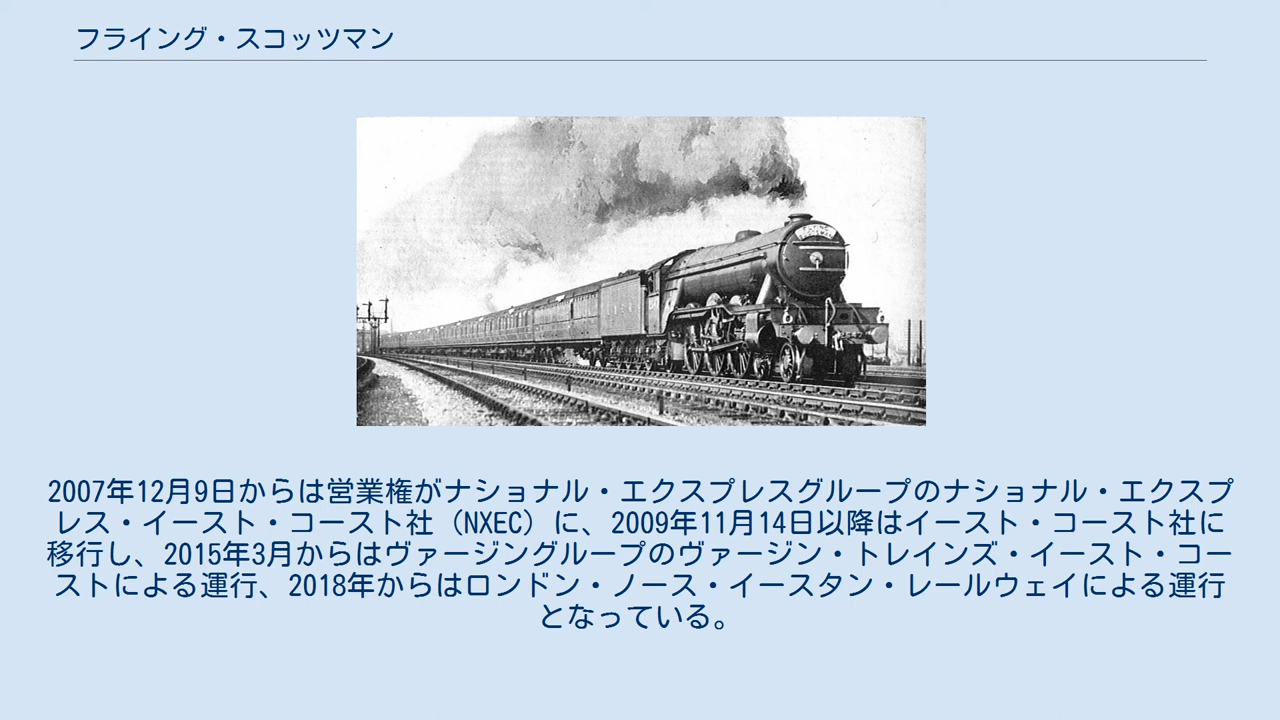 フライング・スコッツマン
2007年12月9日からは営業権がナショナル・エクスプレスグループのナショナル・エクスプ
レス・イースト・コースト社（NXEC）に、2009年11月14日以降はイースト・コースト社に
移行し、2015年3月からはヴァージングループのヴァージン・トレインズ・イースト・コー
ストによる運行、2018年からはロンドン・ノース・イースタン・レールウェイによる運行
となっている。